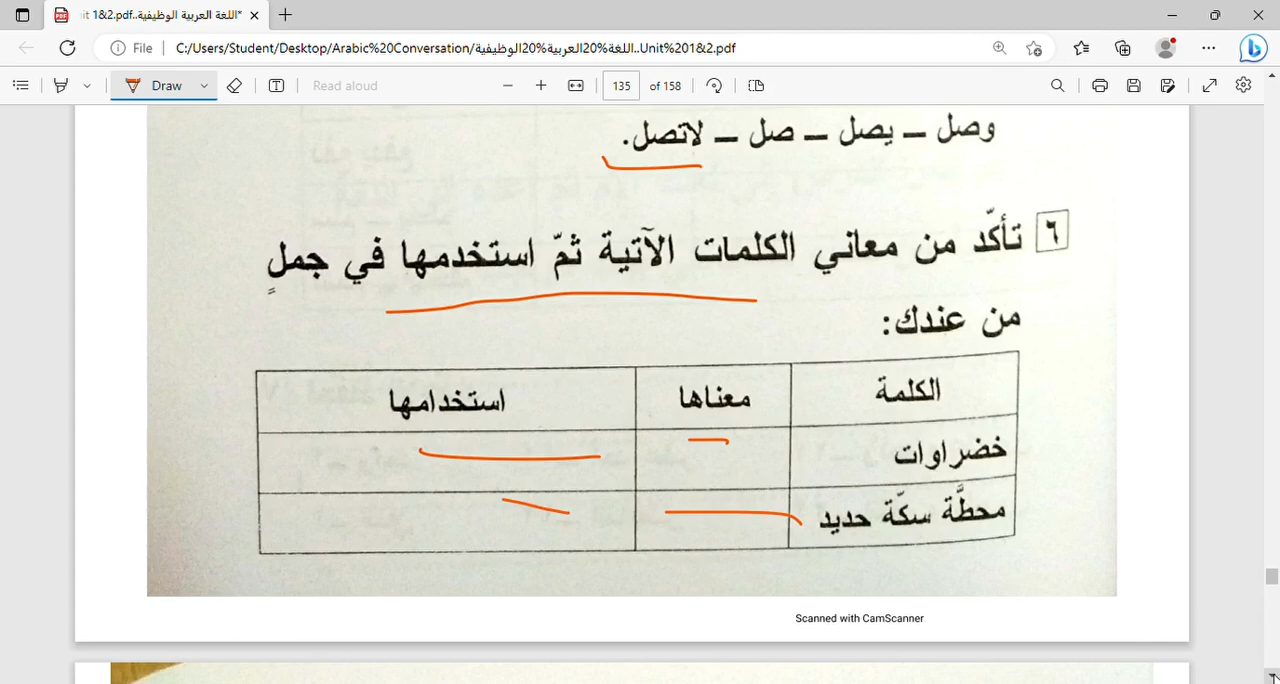 اللغة العربية الوظيفية..it 1&2.pdf*
File
C:/Users/Student/Desktop/Arabic%20Conversation/اللغة%20العربية%20الوظيفية..Unit%201&2.pdf
Draw
Read aloud
135 of 158
وصل – يصل – صل – لاتصل.
٦ تأكّد من معاني الكلمات الآتية ثمّ استخدمها في جملٍ
من عندك:
الكلمة معناها استخدامها
خضراوات
محطَّة سكّة حديد
Scanned with CamScanner